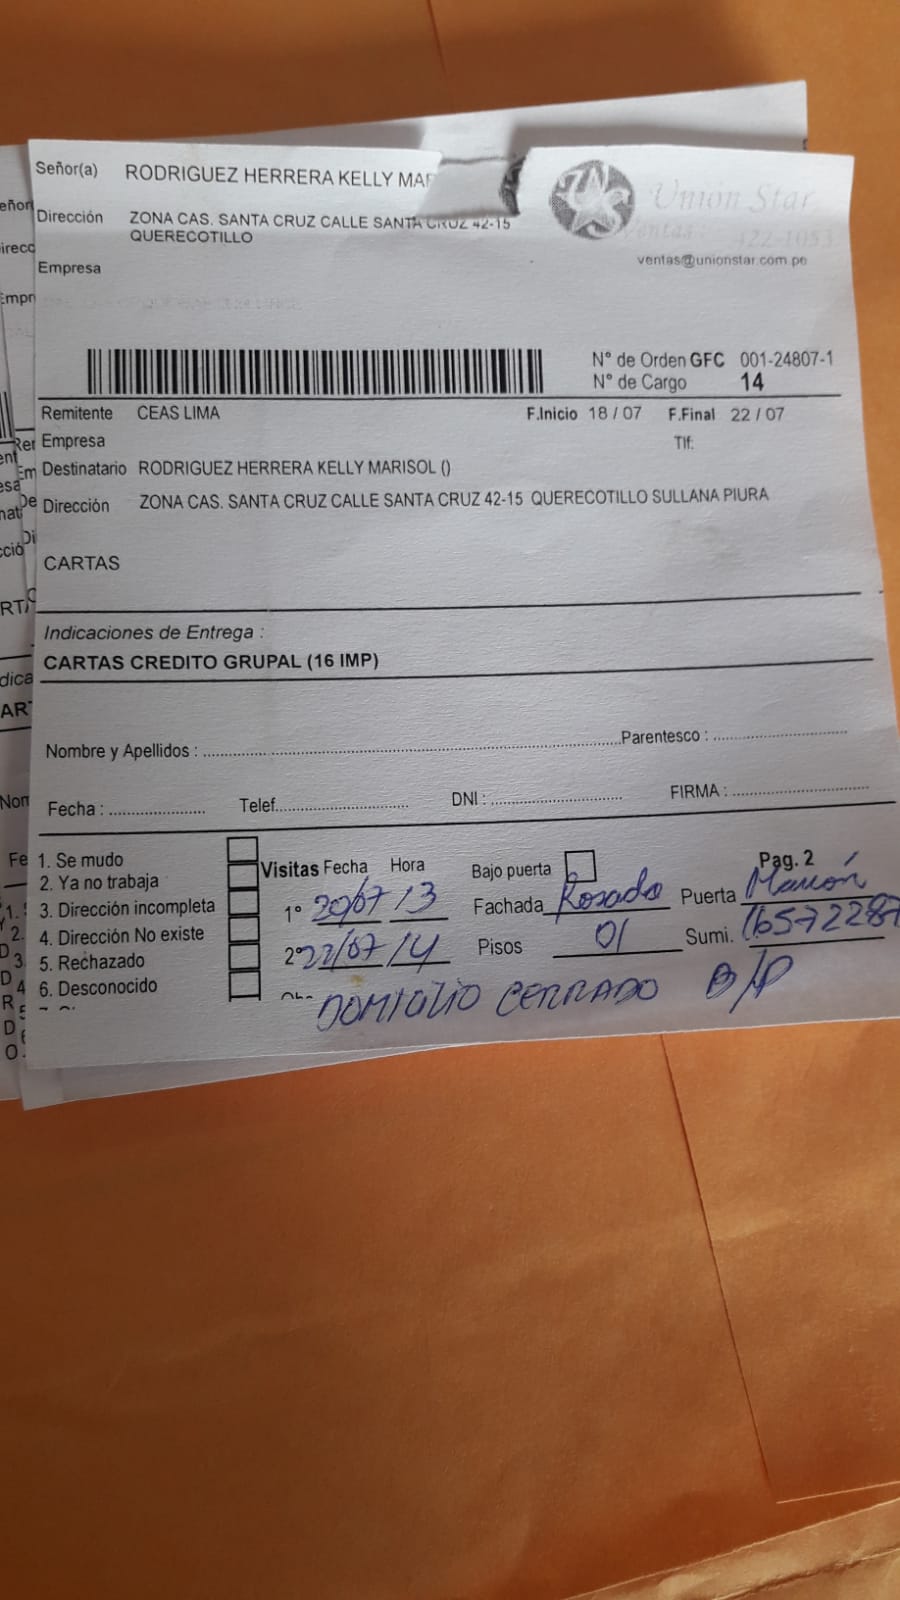 Señor(a) RODRIGUEZ HERRERA KELLY MAR
Dirección ZONA CAS. SANTA CRUZ CALLE SANTA CRUZ 42-15
QUERECOTILLO
Empresa
Unión Star
Ventas: 422-1053
ventas@unionstar.com.pe
N° de Orden GFC 001-24807-1
N° de Cargo 14
Remitente CEAS LIMA F.Inicio 18 / 07 F.Final 22 / 07
Empresa Tlf:
Destinatario RODRIGUEZ HERRERA KELLY MARISOL ()
Dirección ZONA CAS. SANTA CRUZ CALLE SANTA CRUZ 42-15 QUERECOTILLO SULLANA PIURA
CARTAS
Indicaciones de Entrega :
CARTAS CREDITO GRUPAL (16 IMP)
Nombre y Apellidos : Parentesco :
Fecha : Telef. DNI : FIRMA :
1. Se mudo
2. Ya no trabaja
3. Dirección incompleta
4. Dirección No existe
5. Rechazado
6. Desconocido
Visitas Fecha Hora Bajo puerta Pag. 2
1° 20/07 13 Fachada Rosado Puerta Marrón
2° 22/07 14 Pisos 01 Sumi. 16572287
DOMICILIO CERRADO B/P